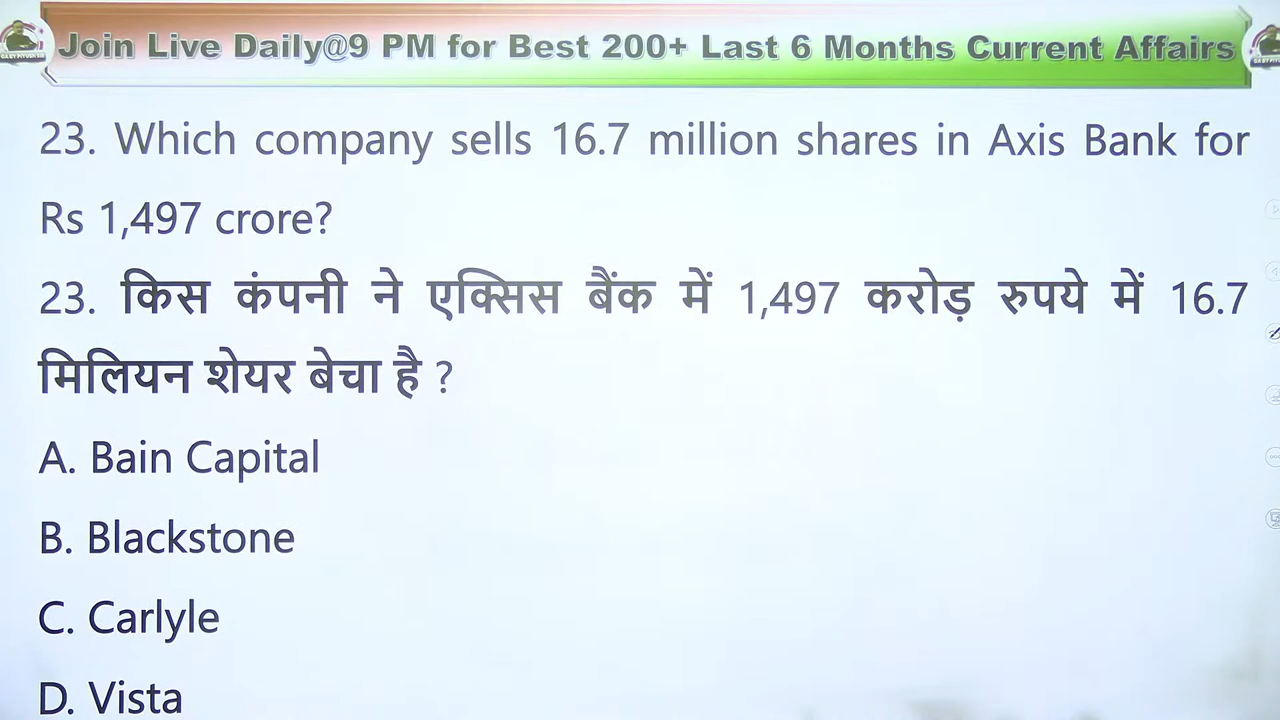 Join Live Daily@9 PM for Best 200+ Last 6 Months Current Affairs
23. Which company sells 16.7 million shares in Axis Bank for
Rs 1,497 crore?
23. किस कंपनी ने एक्सिस बैंक में 1,497 करोड़ रुपये में 16.7
मिलियन शेयर बेचा है ?
A. Bain Capital
B. Blackstone
C. Carlyle
D. Vista